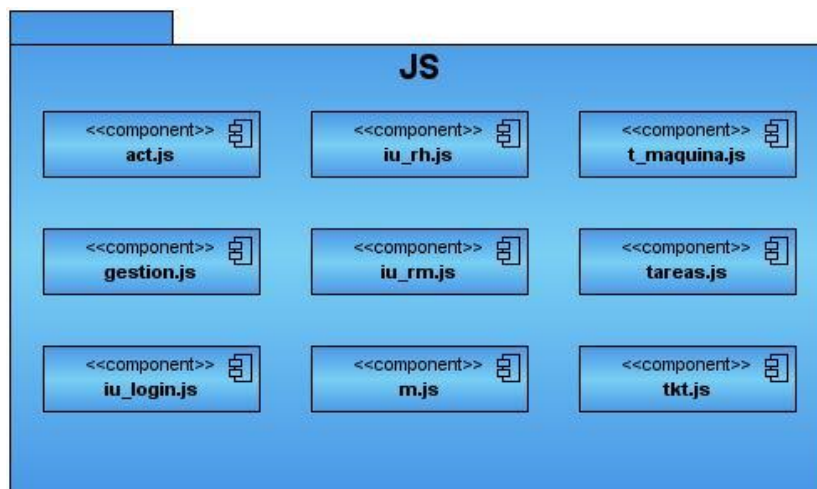 JS
<<component>>
act.js
<<component>>
iu_rh.js
<<component>>
t_maquina.js
<<component>>
gestion.js
<<component>>
iu_rm.js
<<component>>
tareas.js
<<component>>
iu_login.js
<<component>>
m.js
<<component>>
tkt.js